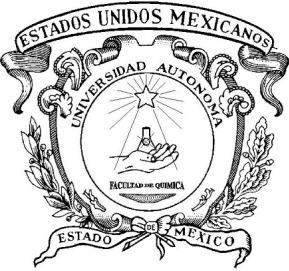 ESTADOS UNIDOS MEXICANOS
UNIVERSIDAD AUTONOMA
FACULTAD DE QUIMICA
ESTADO DE MEXICO